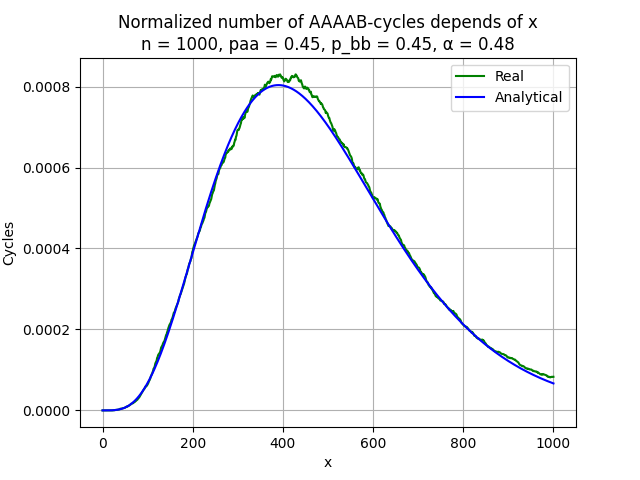 Normalized number of AAAAB-cycles depends of x
n = 1000, paa = 0.45, p_bb = 0.45, α = 0.48
Real
Analytical
Cycles
0.0008
0.0006
0.0004
0.0002
0.0000
0 200 400 600 800 1000
x